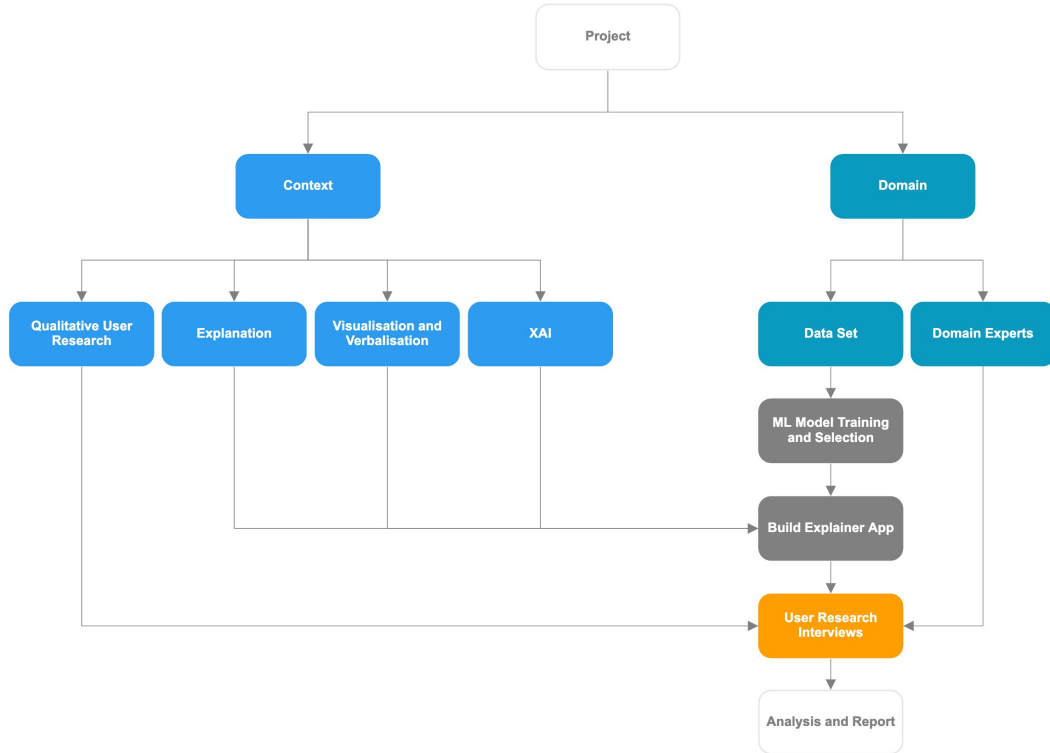 Project
Context
Domain
Qualitative User
Research
Explanation
Visualisation and
Verbalisation
XAI
Data Set
Domain Experts
ML Model Training
and Selection
Build Explainer App
User Research
Interviews
Analysis and Report